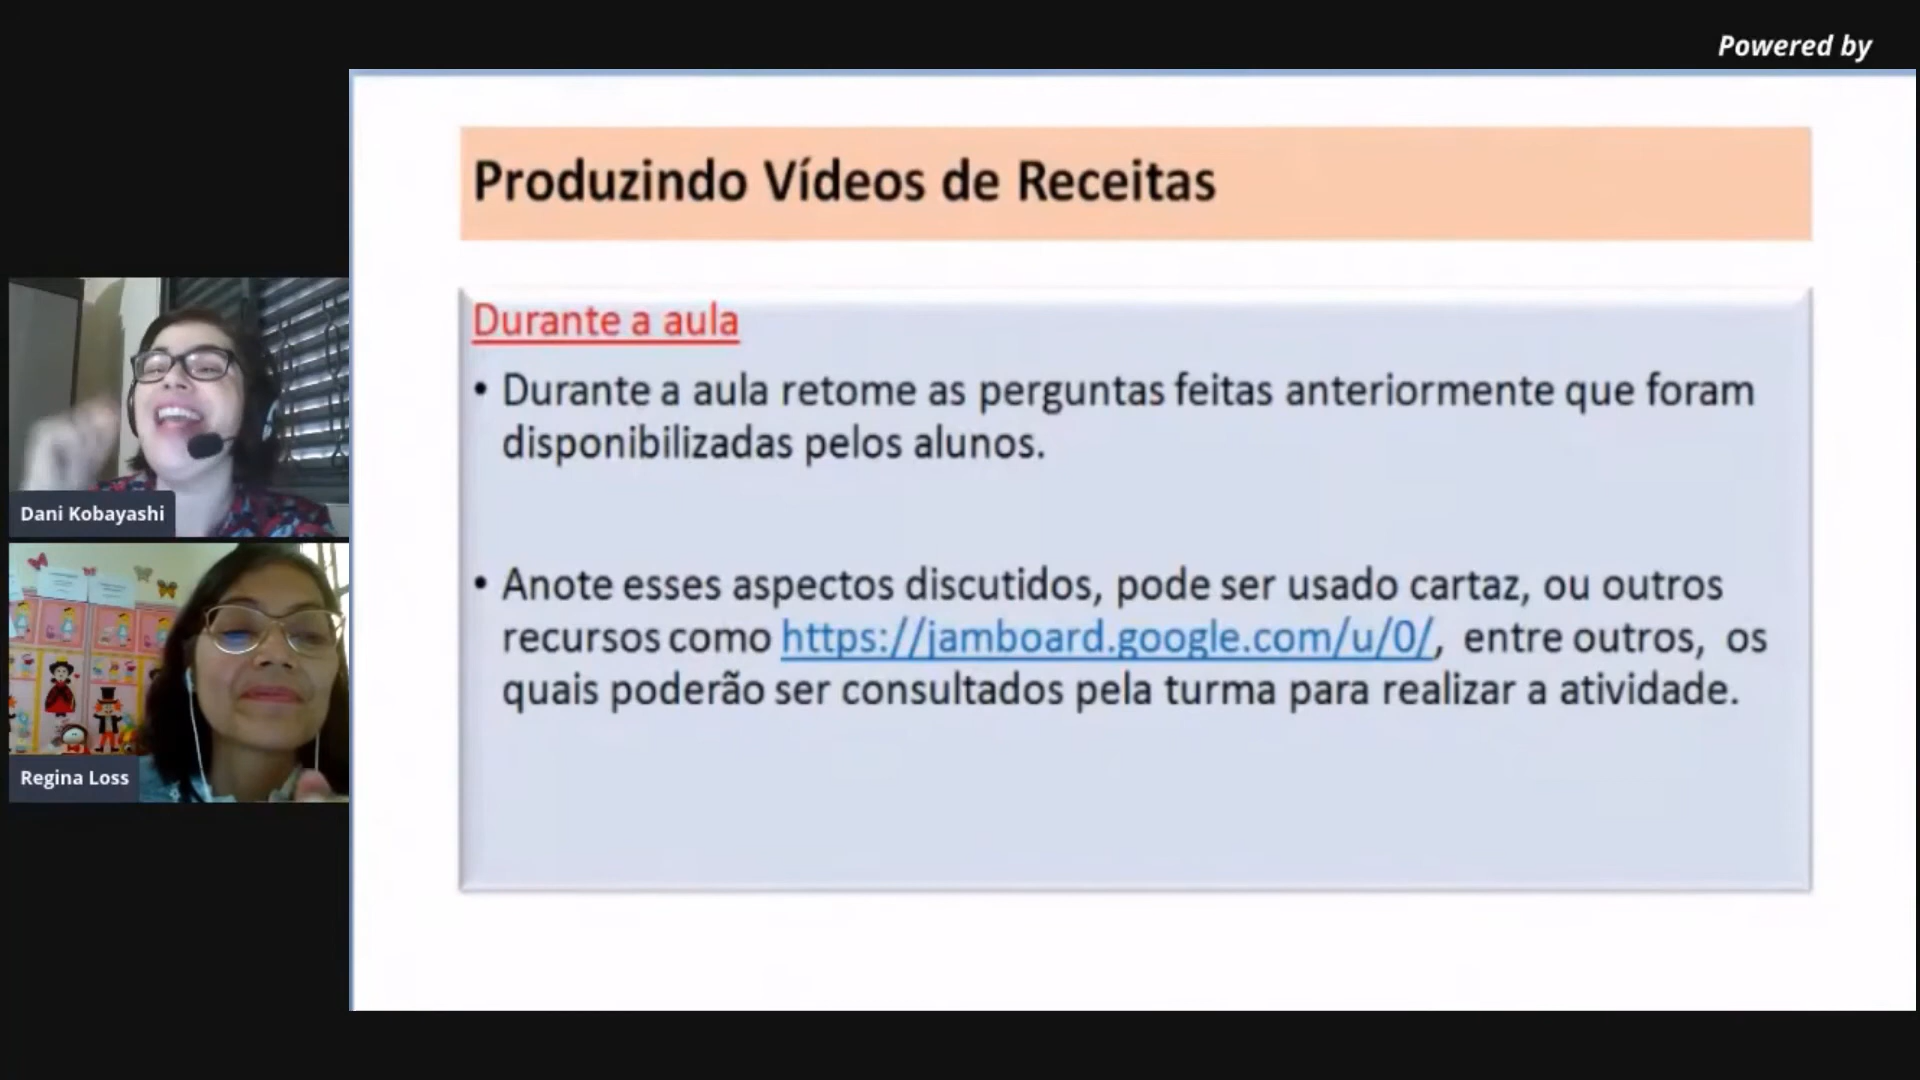 Powered by
Produzindo Vídeos de Receitas
Durante a aula
• Durante a aula retome as perguntas feitas anteriormente que foram
disponibilizadas pelos alunos.
• Anote esses aspectos discutidos, pode ser usado cartaz, ou outros
recursos como https://jamboard.google.com/u/0/, entre outros, os
quais poderão ser consultados pela turma para realizar a atividade.
Dani Kobayashi
Regina Loss